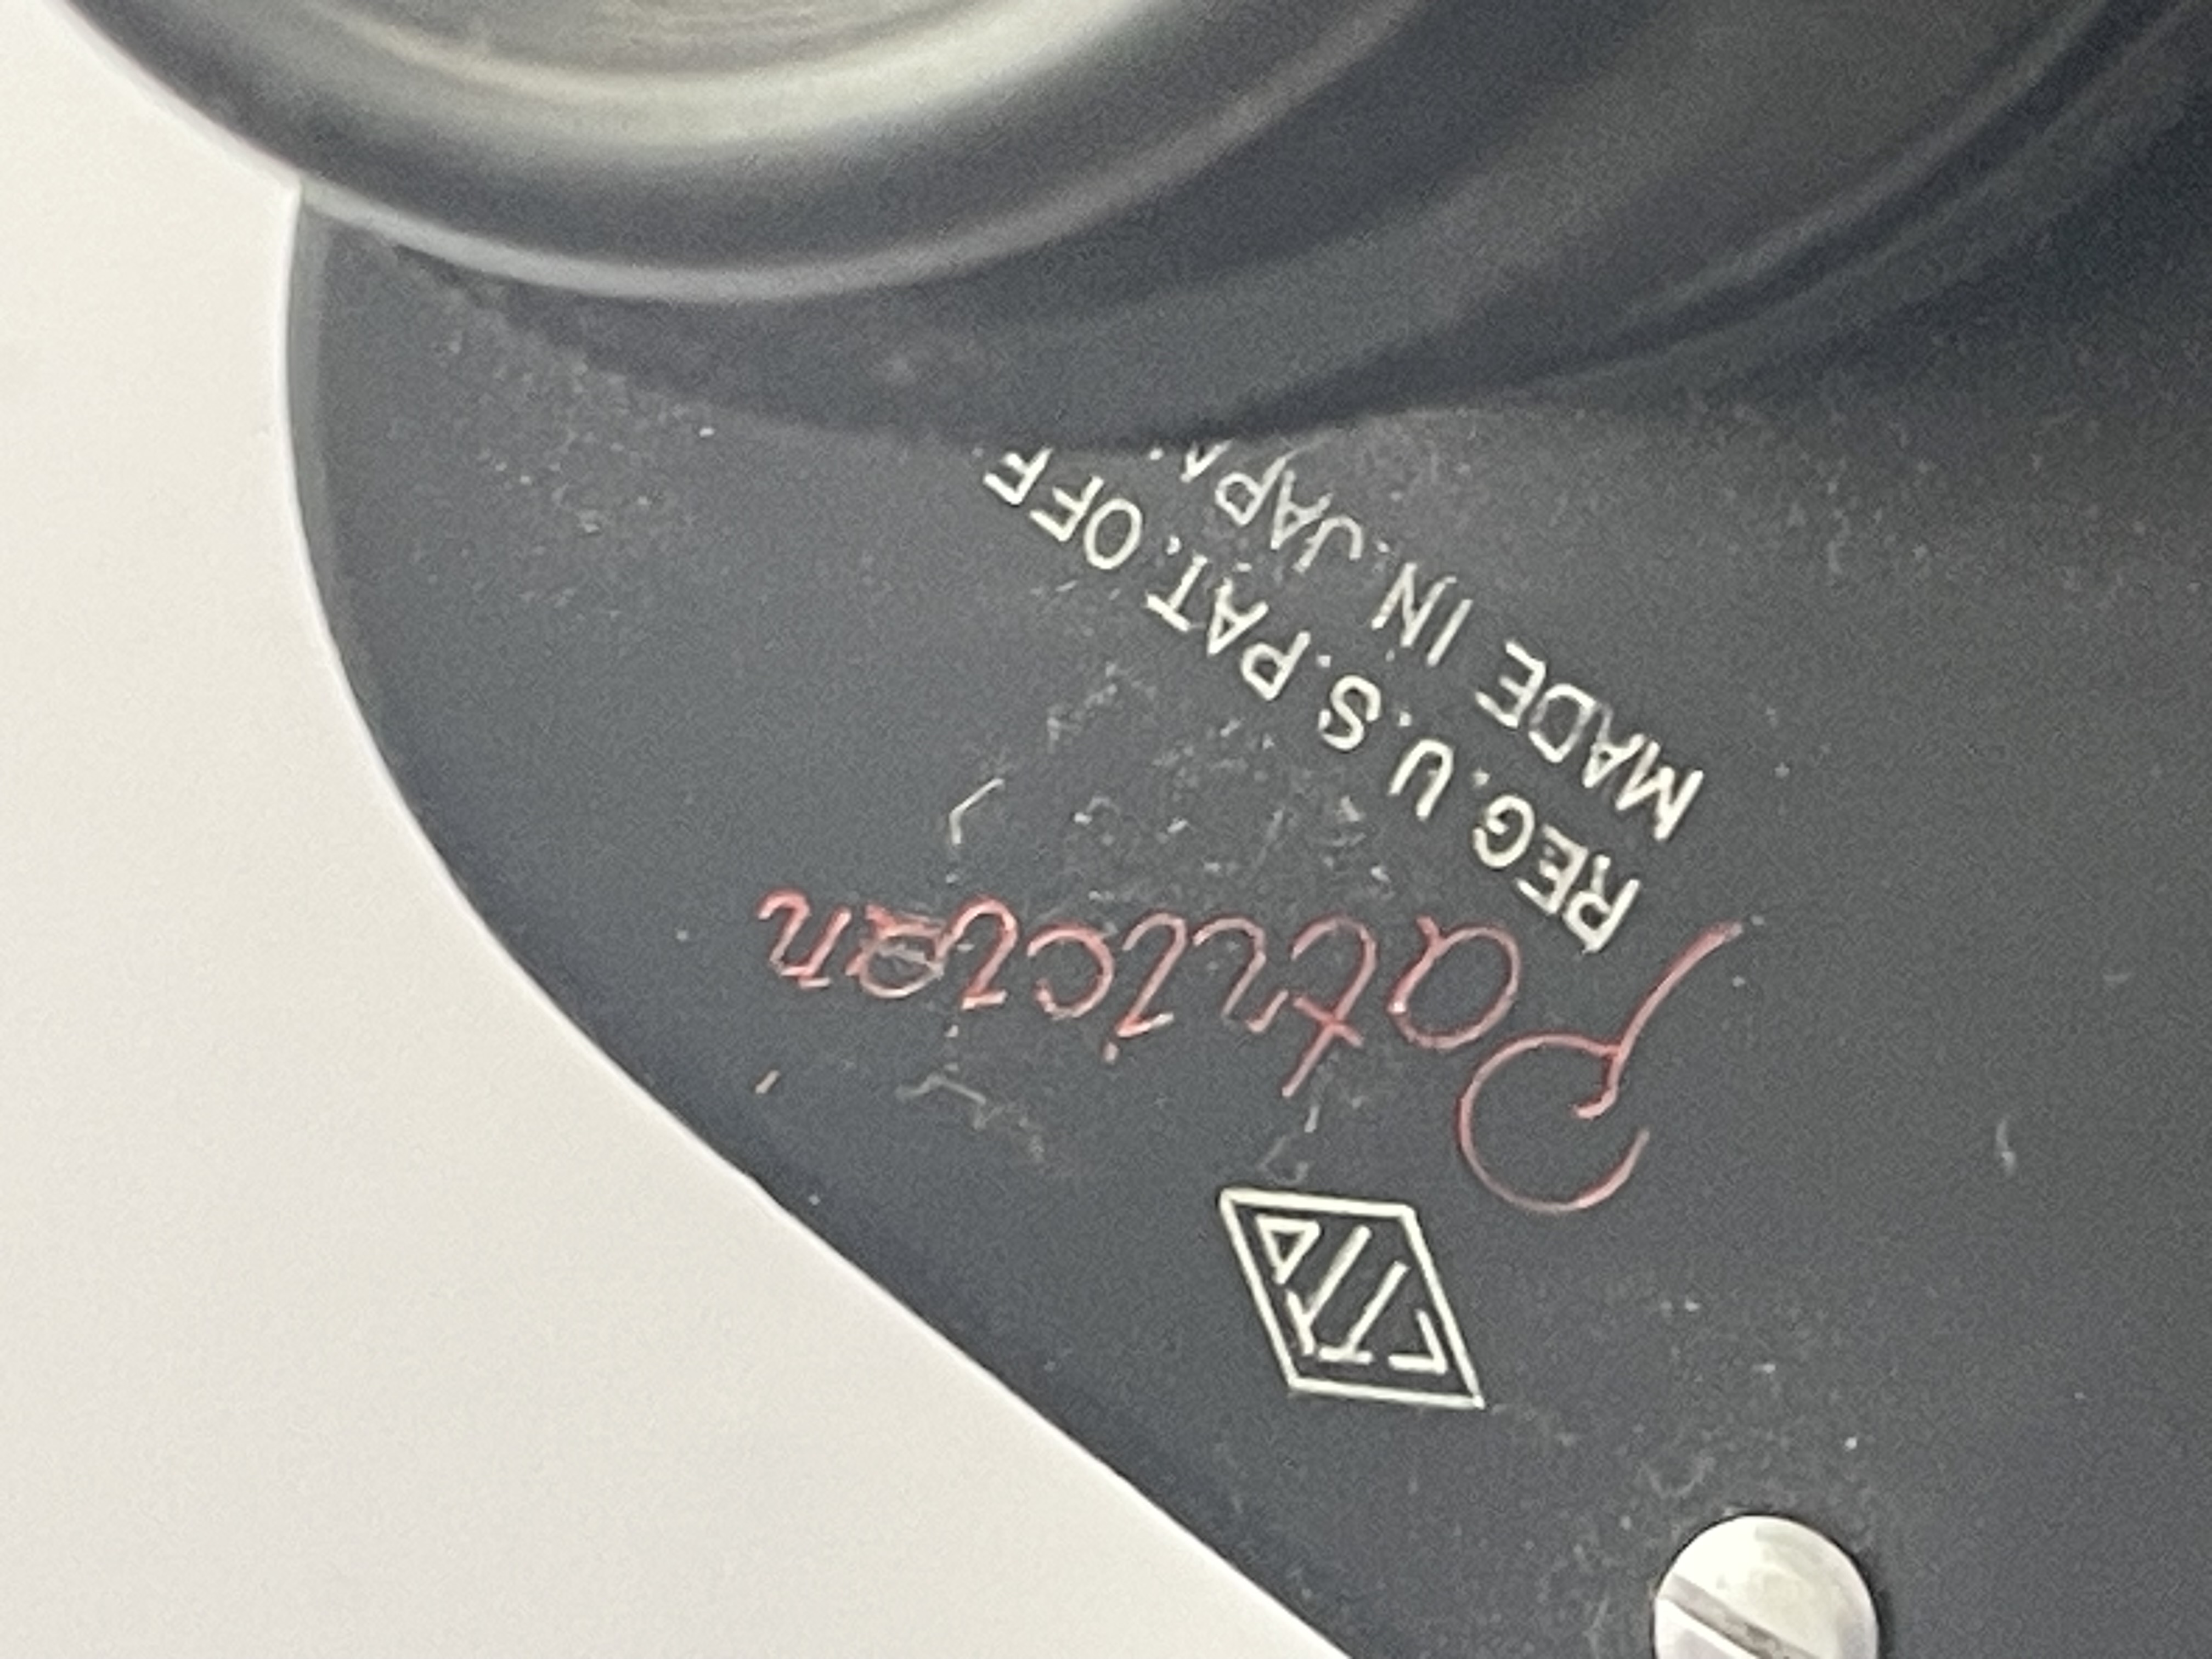 Patrician
REG.U.S.PAT.OFF
MADE IN JAPA